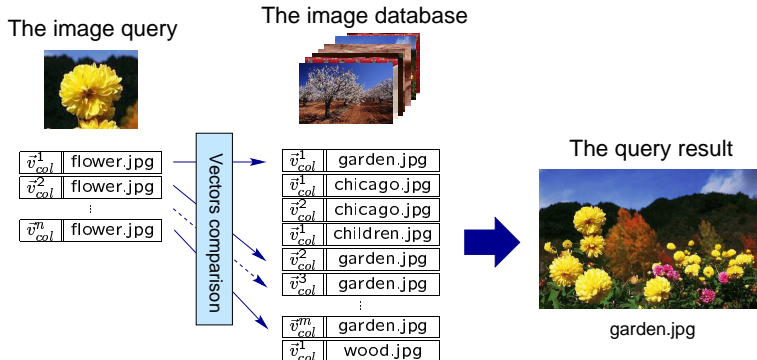 The image query
The image database
v⃗¹col flower.jpg
v⃗²col flower.jpg
⋮
v⃗ⁿcol flower.jpg
Vectors comparison
v⃗¹col garden.jpg
v⃗¹col chicago.jpg
v⃗²col chicago.jpg
v⃗¹col children.jpg
v⃗²col garden.jpg
v⃗³col garden.jpg
⋮
v⃗ᵐcol garden.jpg
v⃗¹col wood.jpg
The query result
garden.jpg